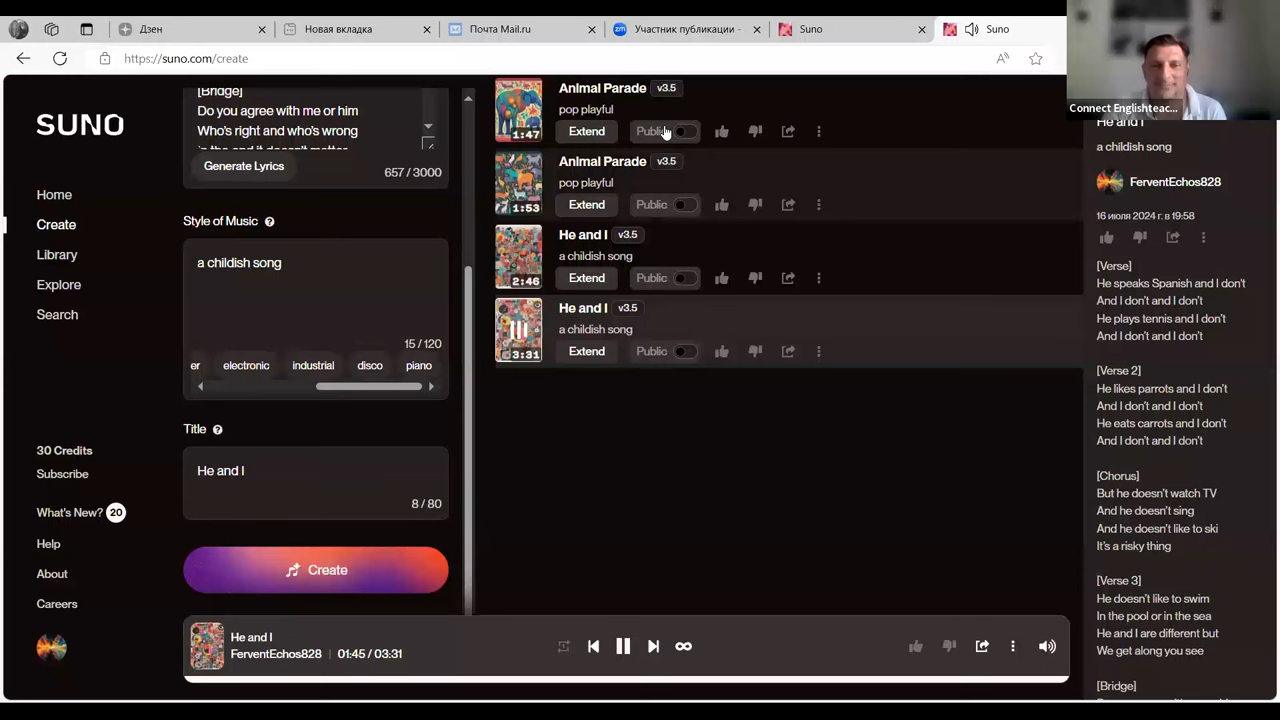 Дзен
Новая вкладка
Почта Mail.ru
Участник публикации -
Suno
Suno
https://suno.com/create
Connect Englishteac...
SUNO
Home
Create
Library
Explore
Search
30 Credits
Subscribe
What's New? 20
Help
About
Careers
[Bridge]
Do you agree with me or him
Who's right and who's wrong
in the end it doesn't matter
Generate Lyrics
657 / 3000
Style of Music
a childish song
15 / 120
er electronic industrial disco piano
Title
He and I
8 / 80
Create
Animal Parade v3.5
pop playful
1:47
Extend Public
Animal Parade v3.5
pop playful
1:53
Extend Public
He and I v3.5
a childish song
2:46
Extend Public
He and I v3.5
a childish song
3:31
Extend Public
He and I
a childish song
FerventEchos828
16 июля 2024 г. в 19:58
[Verse]
He speaks Spanish and I don't
And I don't and I don't
He plays tennis and I don't
And I don't and I don't
[Verse 2]
He likes parrots and I don't
And I don't and I don't
He eats carrots and I don't
And I don't and I don't
[Chorus]
But he doesn't watch TV
And he doesn't sing
And he doesn't like to ski
It's a risky thing
[Verse 3]
He doesn't like to swim
In the pool or in the sea
He and I are different but
We get along you see
[Bridge]
He and I
FerventEchos828 01:45 / 03:31